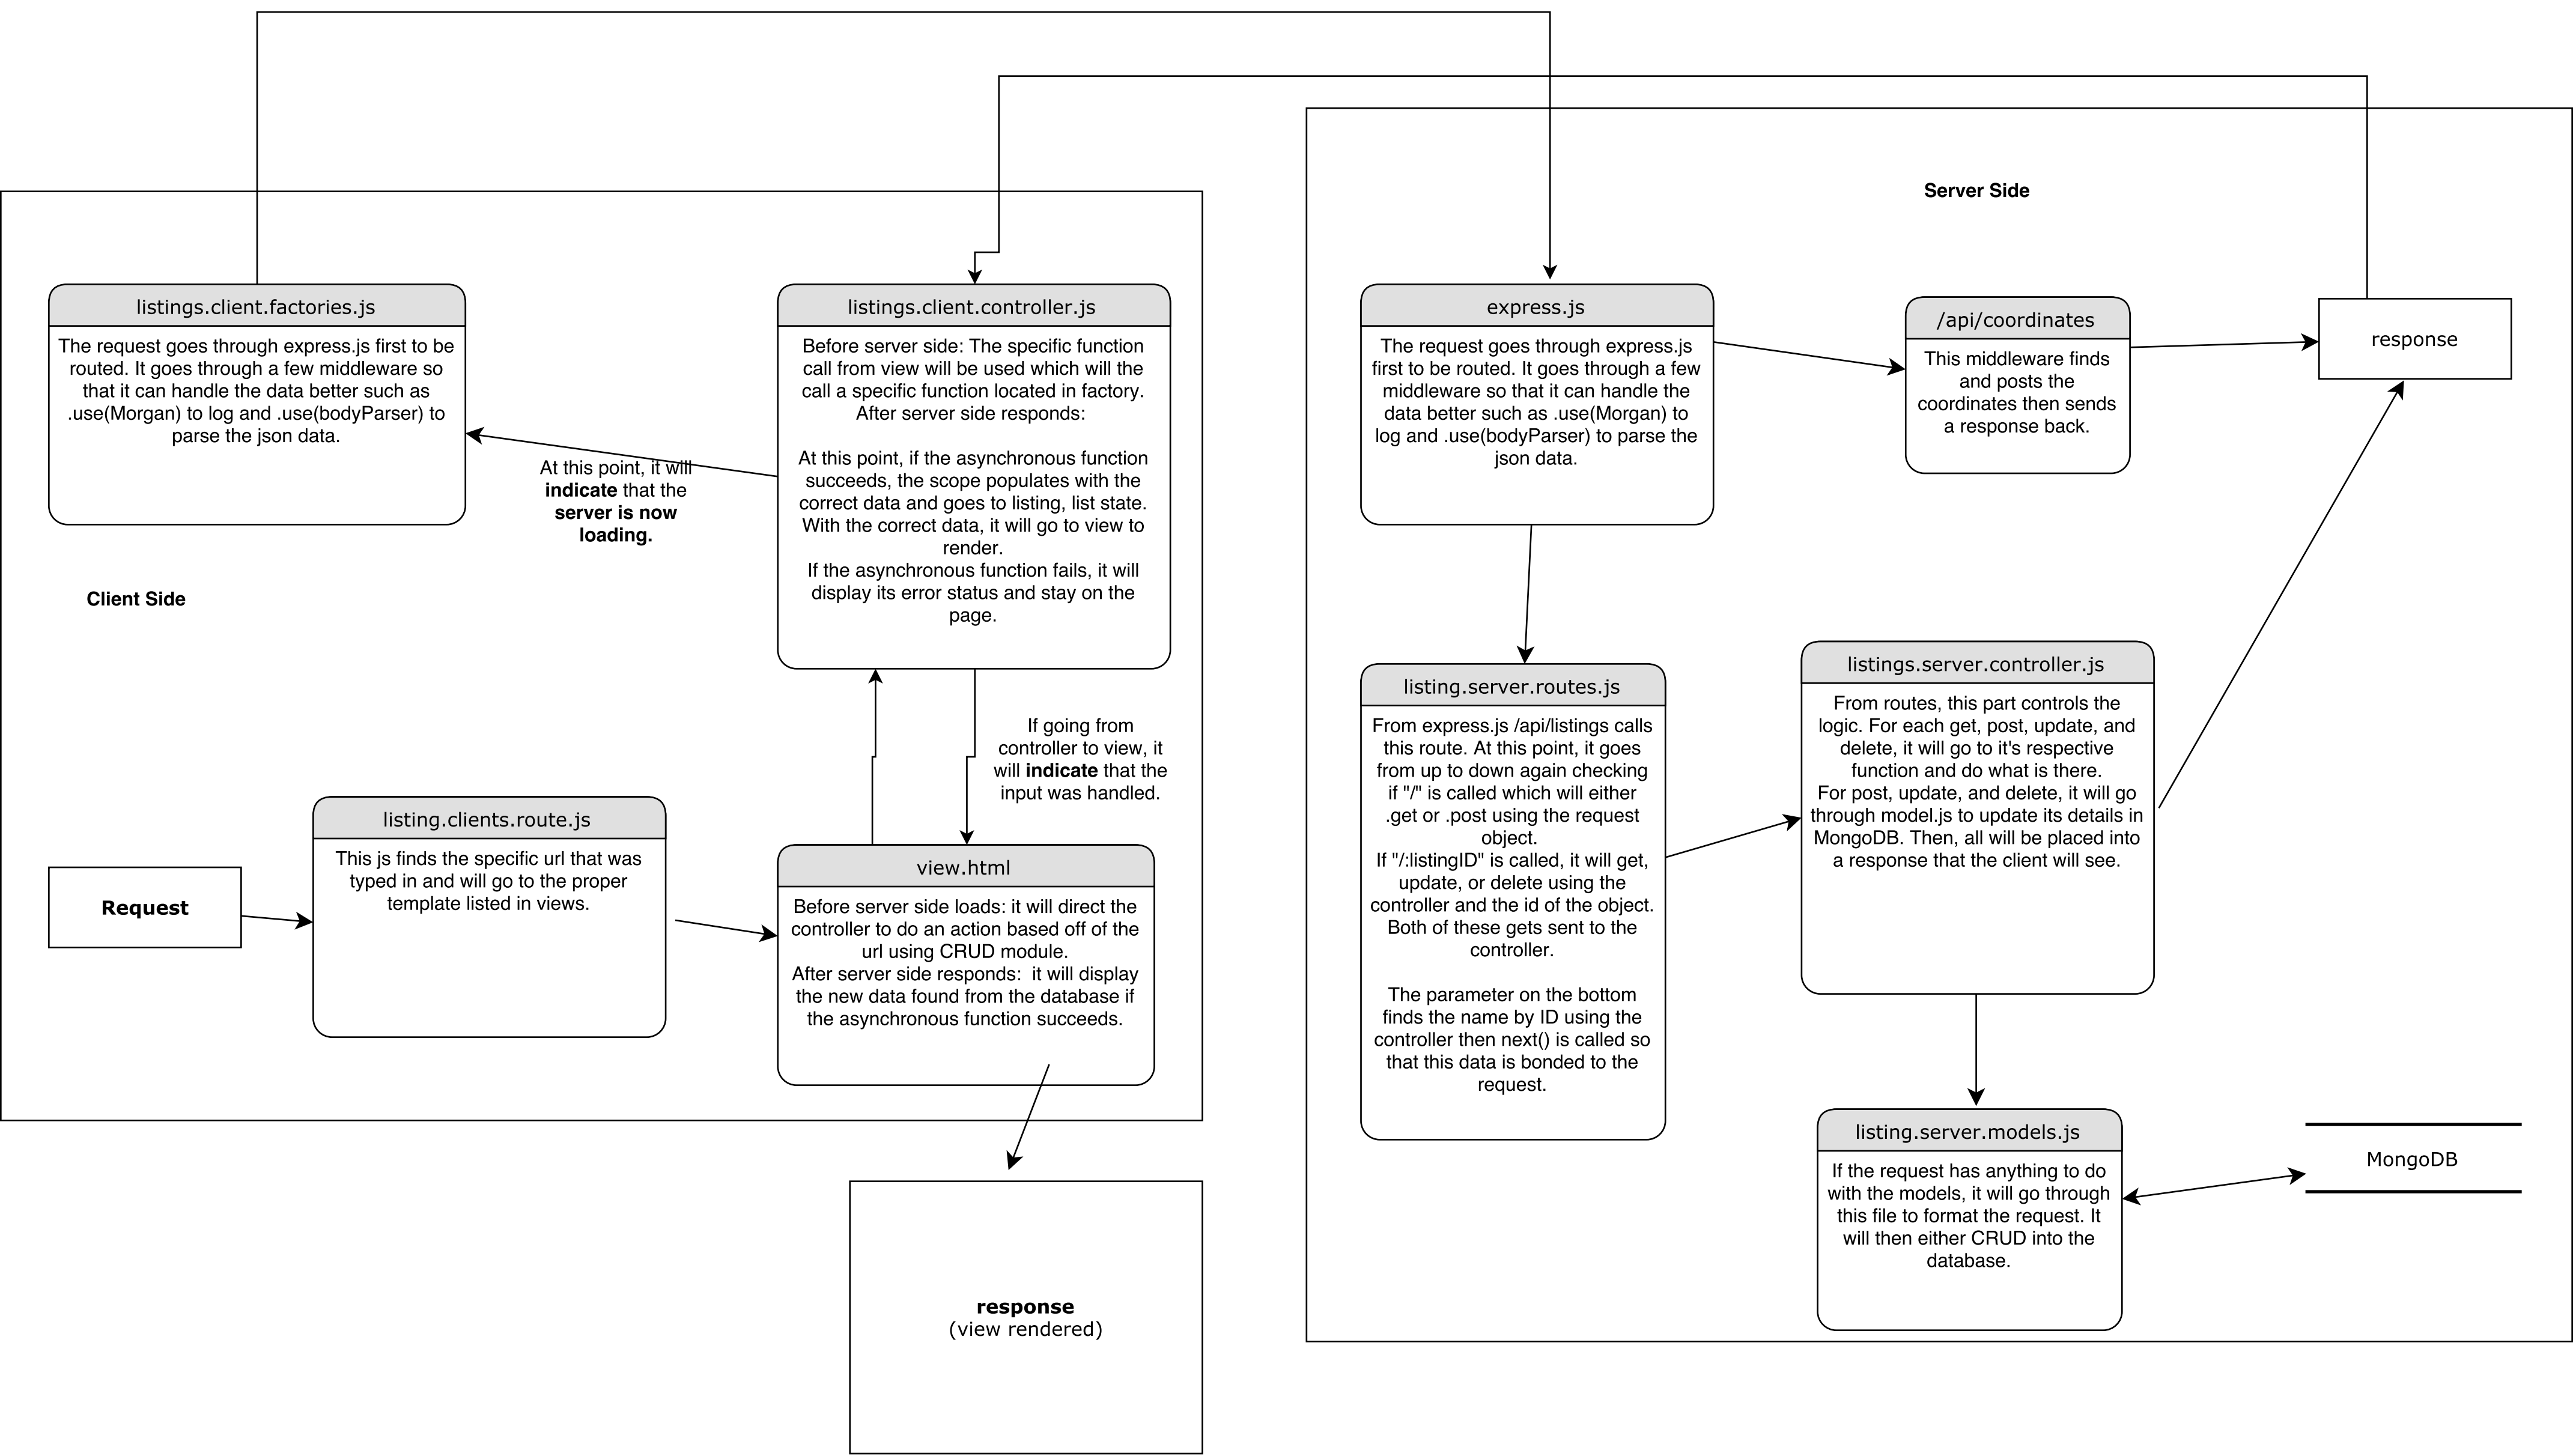 Server Side
listings.client.factories.js
The request goes through express.js first to be
routed. It goes through a few middleware so
that it can handle the data better such as
.use(Morgan) to log and .use(bodyParser) to
parse the json data.
At this point, it will
indicate that the
server is now
loading.
listings.client.controller.js
Before server side: The specific function
call from view will be used which will the
call a specific function located in factory.
After server side responds:
At this point, if the asynchronous function
succeeds, the scope populates with the
correct data and goes to listing, list state.
With the correct data, it will go to view to
render.
If the asynchronous function fails, it will
display its error status and stay on the
page.
Client Side
If going from
controller to view, it
will indicate that the
input was handled.
Request
listing.clients.route.js
This js finds the specific url that was
typed in and will go to the proper
template listed in views.
view.html
Before server side loads: it will direct the
controller to do an action based off of the
url using CRUD module.
After server side responds:  it will display
the new data found from the database if
the asynchronous function succeeds.
response
(view rendered)
express.js
The request goes through express.js
first to be routed. It goes through a few
middleware so that it can handle the
data better such as .use(Morgan) to
log and .use(bodyParser) to parse the
json data.
/api/coordinates
This middleware finds
and posts the
coordinates then sends
a response back.
response
listing.server.routes.js
From express.js /api/listings calls
this route. At this point, it goes
from up to down again checking
if "/" is called which will either
.get or .post using the request
object.
If "/:listingID" is called, it will get,
update, or delete using the
controller and the id of the object.
Both of these gets sent to the
controller.
The parameter on the bottom
finds the name by ID using the
controller then next() is called so
that this data is bonded to the
request.
listings.server.controller.js
From routes, this part controls the
logic. For each get, post, update, and
delete, it will go to it's respective
function and do what is there.
For post, update, and delete, it will go
through model.js to update its details in
MongoDB. Then, all will be placed into
a response that the client will see.
listing.server.models.js
If the request has anything to do
with the models, it will go through
this file to format the request. It
will then either CRUD into the
database.
MongoDB